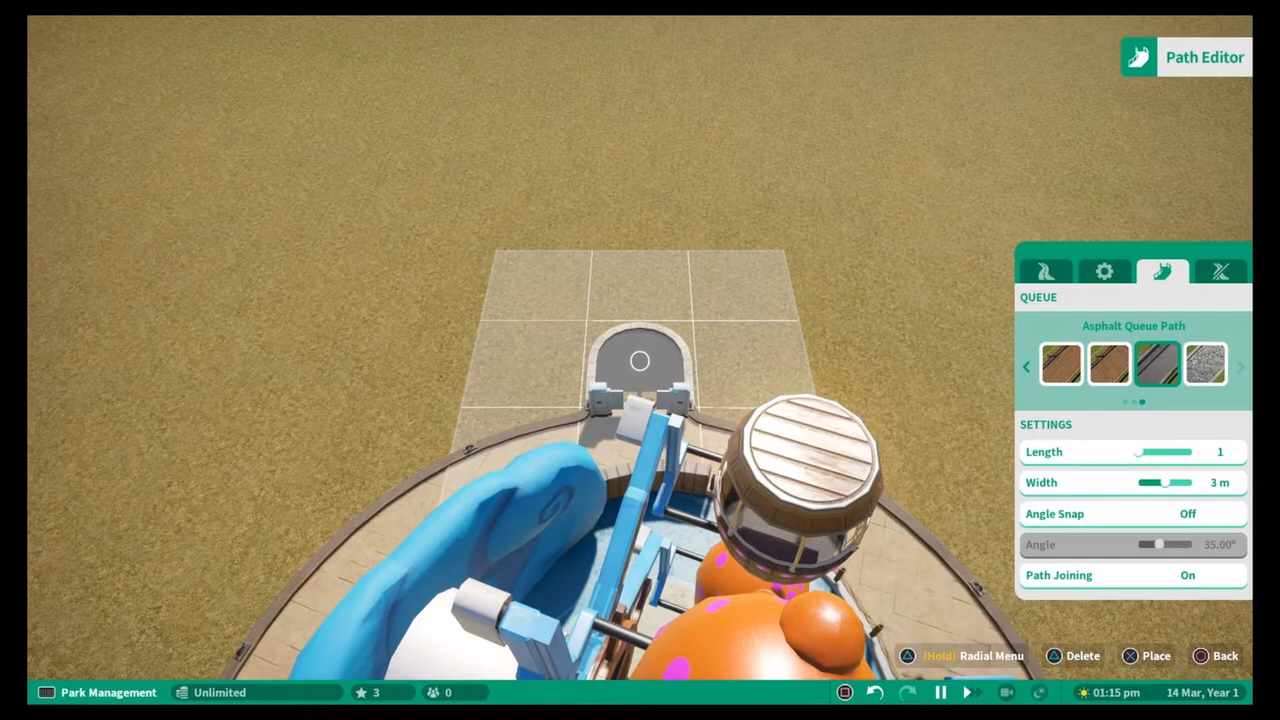 Path Editor
QUEUE
Asphalt Queue Path
SETTINGS
Length 1
Width 3 m
Angle Snap Off
Angle 35.00°
Path Joining On
(Hold) Radial Menu Delete Place Back
Park Management Unlimited 3 0 01:15 pm 14 Mar, Year 1